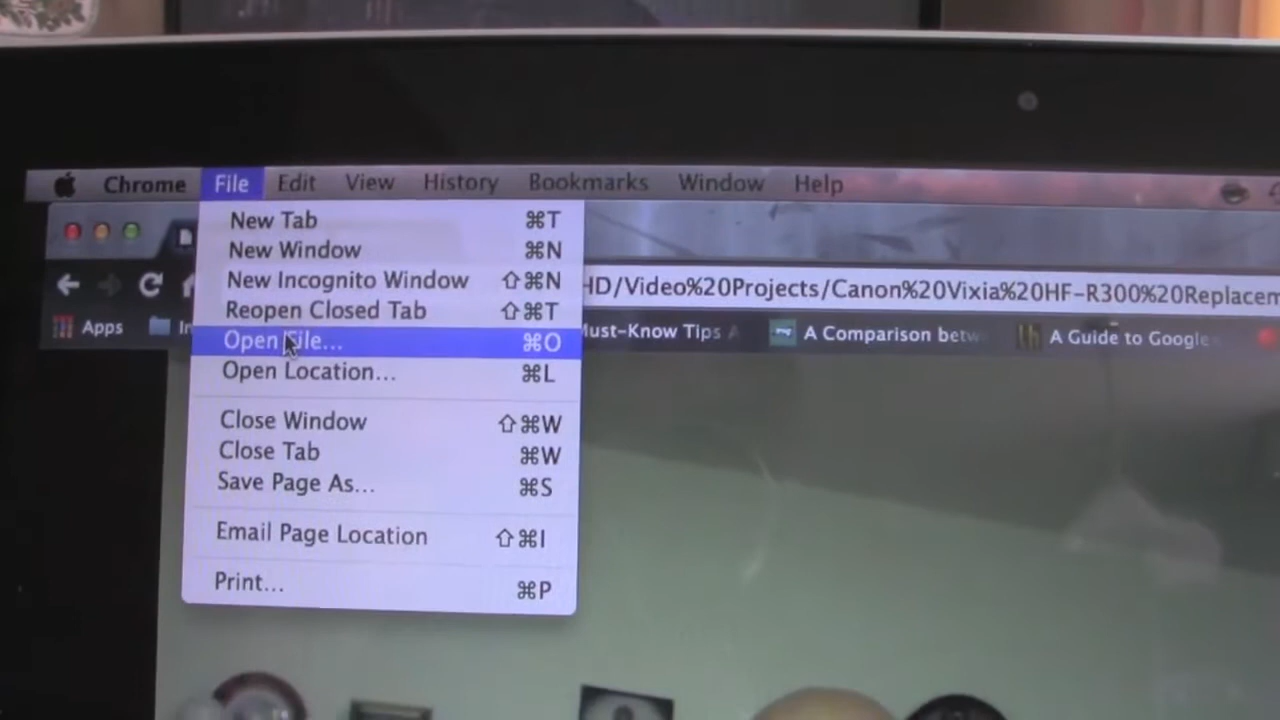 Chrome File Edit View History Bookmarks Window Help
New Tab ⌘T
New Window ⌘N
New Incognito Window ⇧⌘N
HD/Video%20Projects/Canon%20Vixia%20HF-R300%20Replacem
Reopen Closed Tab ⇧⌘T
Apps
Must-Know Tips
A Comparison betw
A Guide to Google
Open File... ⌘O
Open Location... ⌘L
Close Window ⇧⌘W
Close Tab ⌘W
Save Page As... ⌘S
Email Page Location ⇧⌘I
Print... ⌘P